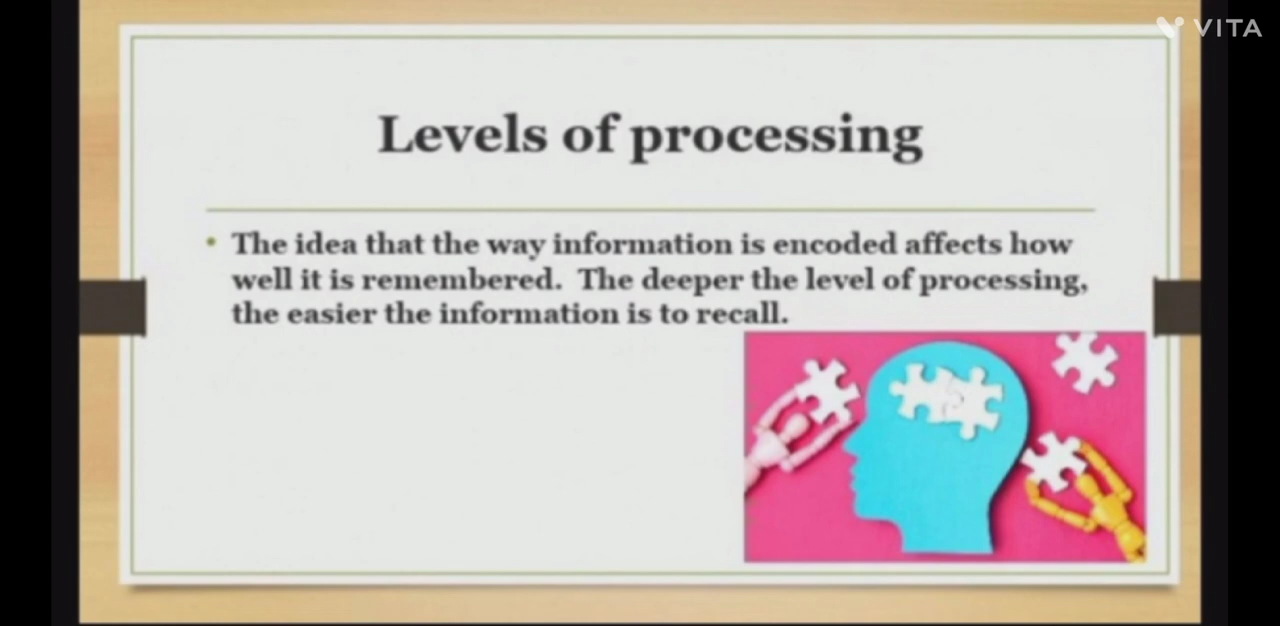 VITA
Levels of processing
• The idea that the way information is encoded affects how
well it is remembered.  The deeper the level of processing,
the easier the information is to recall.